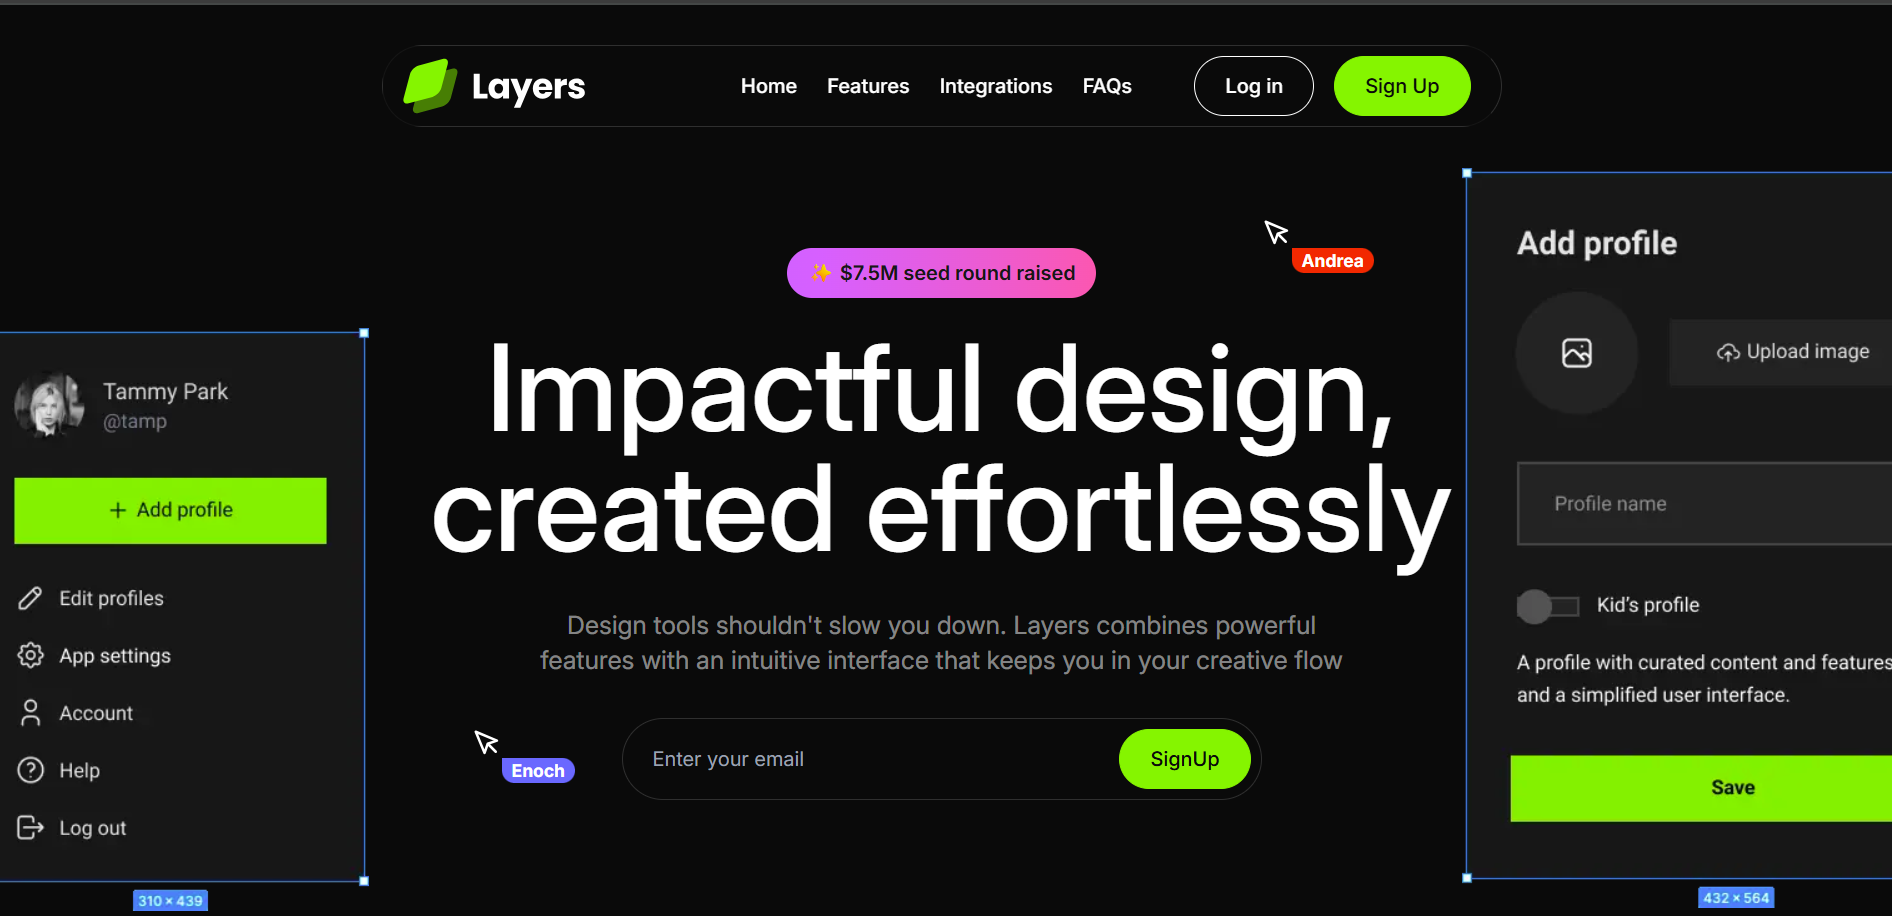 Layers
Home Features Integrations FAQs
Log in
Sign Up
✨ $7.5M seed round raised
Andrea
Impactful design,
created effortlessly
Design tools shouldn't slow you down. Layers combines powerful
features with an intuitive interface that keeps you in your creative flow
Enter your email
SignUp
Enoch
Tammy Park
@tamp
+ Add profile
Edit profiles
App settings
Account
Help
Log out
310 × 439
Add profile
Upload image
Profile name
Kid’s profile
A profile with curated content and features
and a simplified user interface.
Save
432 × 564